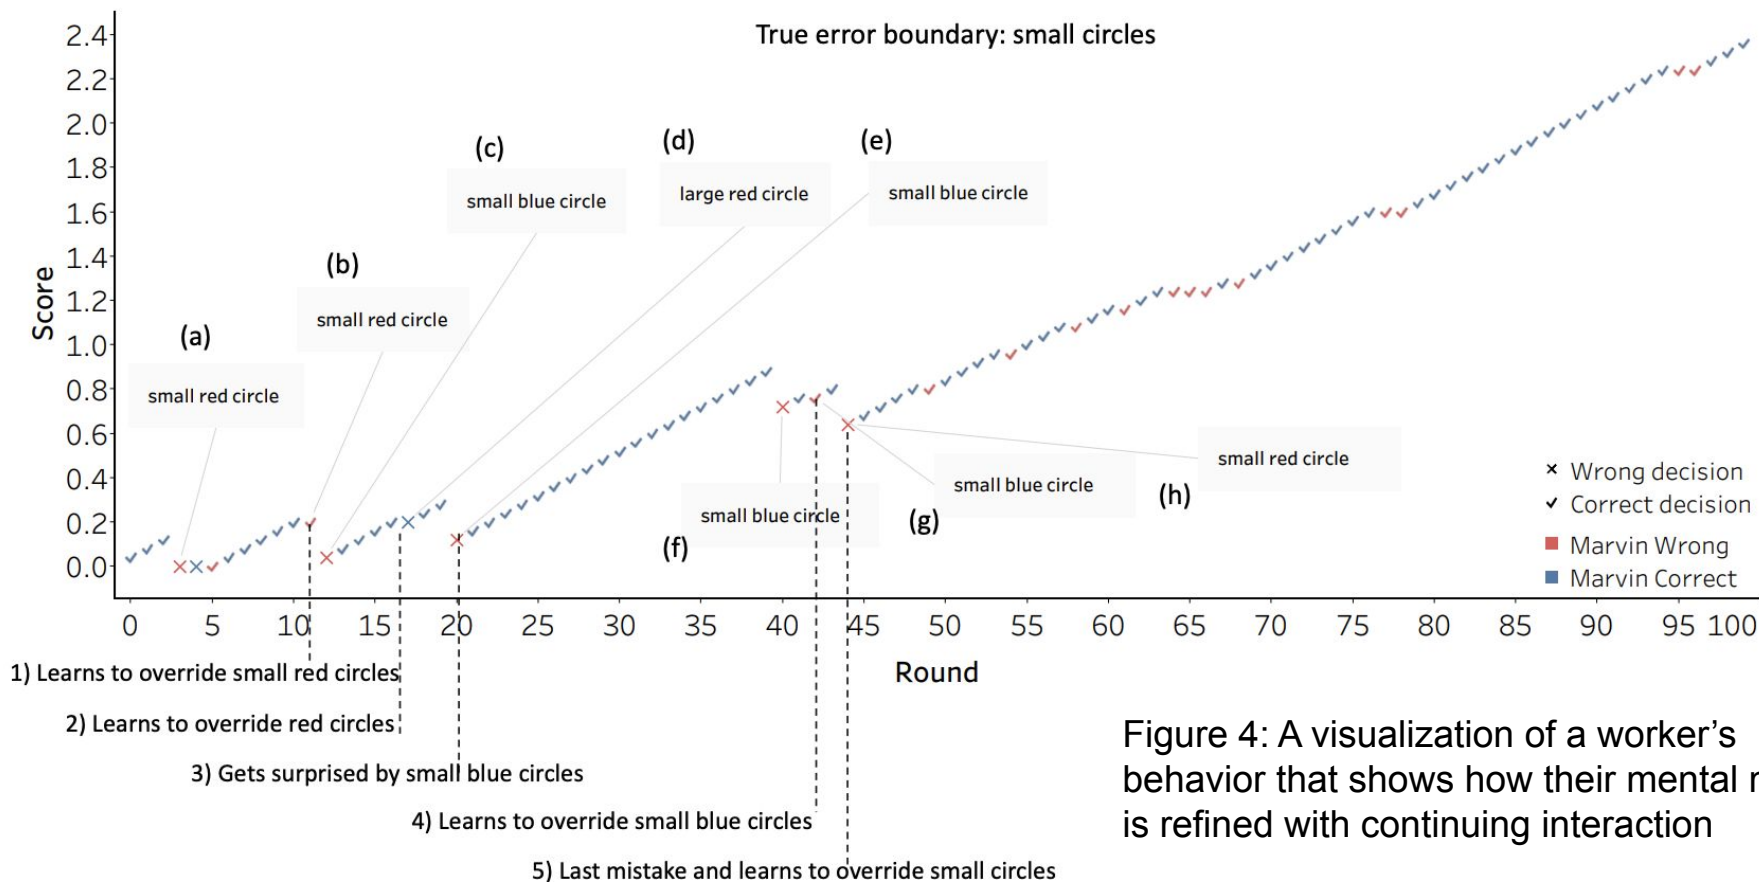 True error boundary: small circles
2.4
2.2
2.0
1.8
1.6
1.4
1.2
1.0
0.8
0.6
0.4
0.2
0.0
Score
(a)
small red circle
(b)
small red circle
(c)
small blue circle
(d)
large red circle
(e)
small blue circle
small blue circle
(f)
small blue circle
(g)
small red circle
(h)
Wrong decision
Correct decision
Marvin Wrong
Marvin Correct
0 5 10 15 20 25 30 35 40 45 50 55 60 65 70 75 80 85 90 95 100
Round
1) Learns to override small red circles
2) Learns to override red circles
3) Gets surprised by small blue circles
4) Learns to override small blue circles
5) Last mistake and learns to override small circles
Figure 4: A visualization of a worker’s
behavior that shows how their mental
is refined with continuing interaction